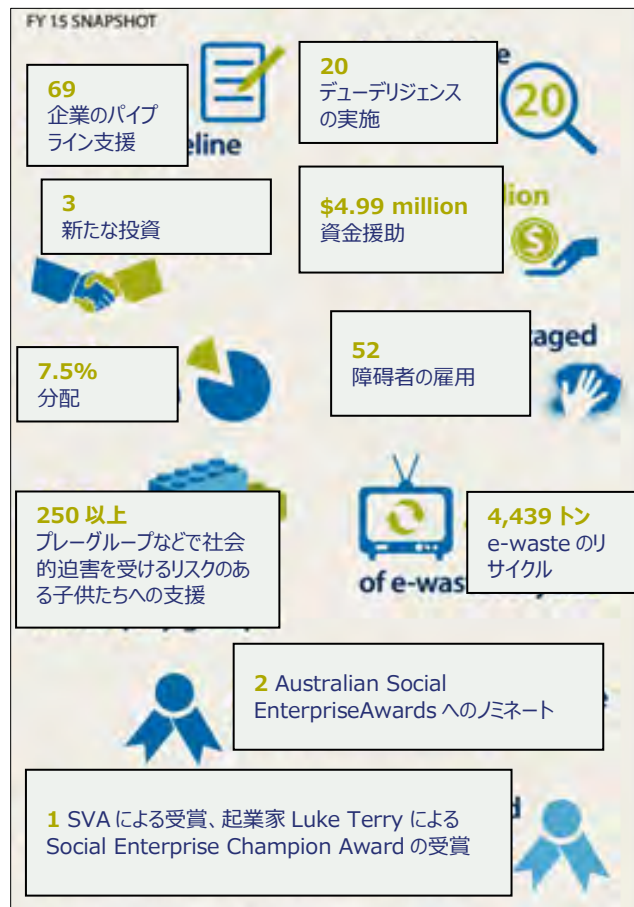 FY 15 SNAPSHOT
69
企業のパイプ
ライン支援
eline
20
デューデリジェンス
の実施
e
20
3
新たな投資
$4.99 million
資金援助
lion
$
7.5%
分配
52
障碍者の雇用
taged
250 以上
プレーグループなどで社会
的迫害を受けるリスクのあ
る子供たちへの支援
4,439 トン
e-waste のリ
サイクル
of e-was
2 Australian Social
EnterpriseAwards へのノミネート
e
1 SVA による受賞、起業家 Luke Terry による
Social Enterprise Champion Award の受賞
d